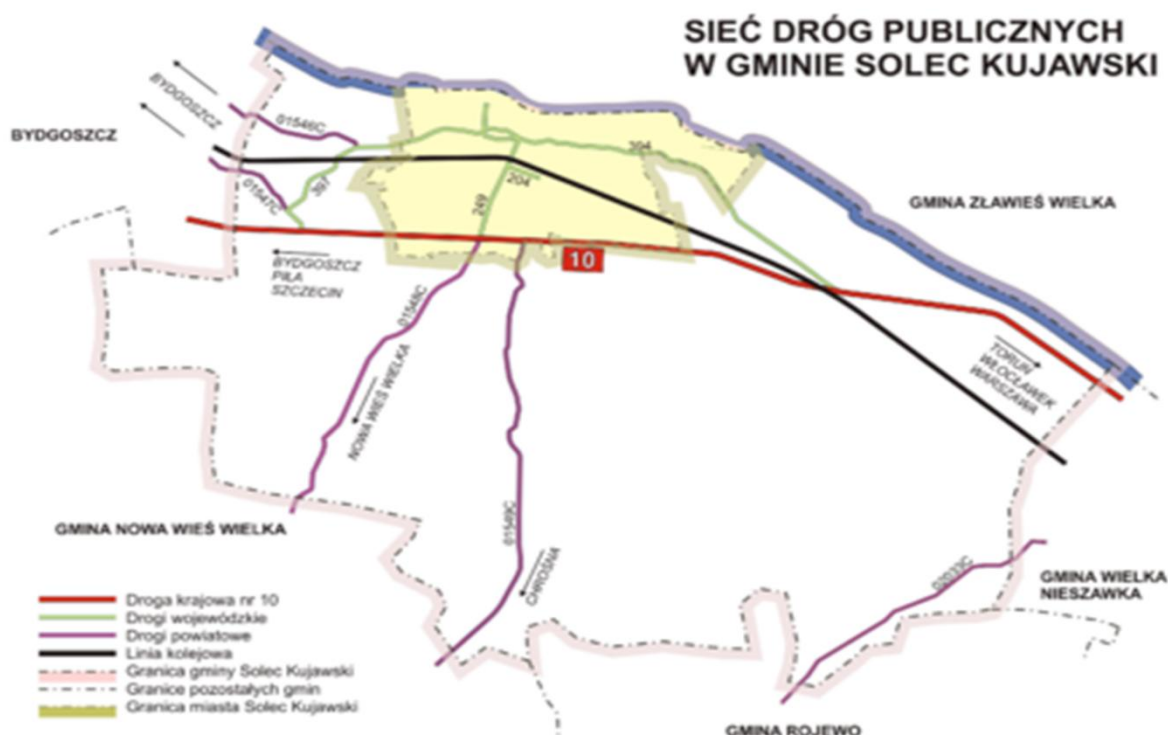 SIEĆ DRÓG PUBLICZNYCH
W GMINIE SOLEC KUJAWSKI
BYDGOSZCZ
BYDGOSZCZ
01546C
394
397
204
01547C
249
GMINA ZŁAWIEŚ WIELKA
10
BYDGOSZCZ
PIŁA
SZCZECIN
01548C
TORUŃ
WŁOCŁAWEK
WARSZAWA
NOWA WIEŚ WIELKA
GMINA NOWA WIEŚ WIELKA
01549C
CHROSNA
02033C
GMINA WIELKA
NIESZAWKA
Droga krajowa nr 10
Drogi wojewódzkie
Drogi powiatowe
Linia kolejowa
Granica gminy Solec Kujawski
Granice pozostałych gmin
Granica miasta Solec Kujawski
GMINA ROJEWO